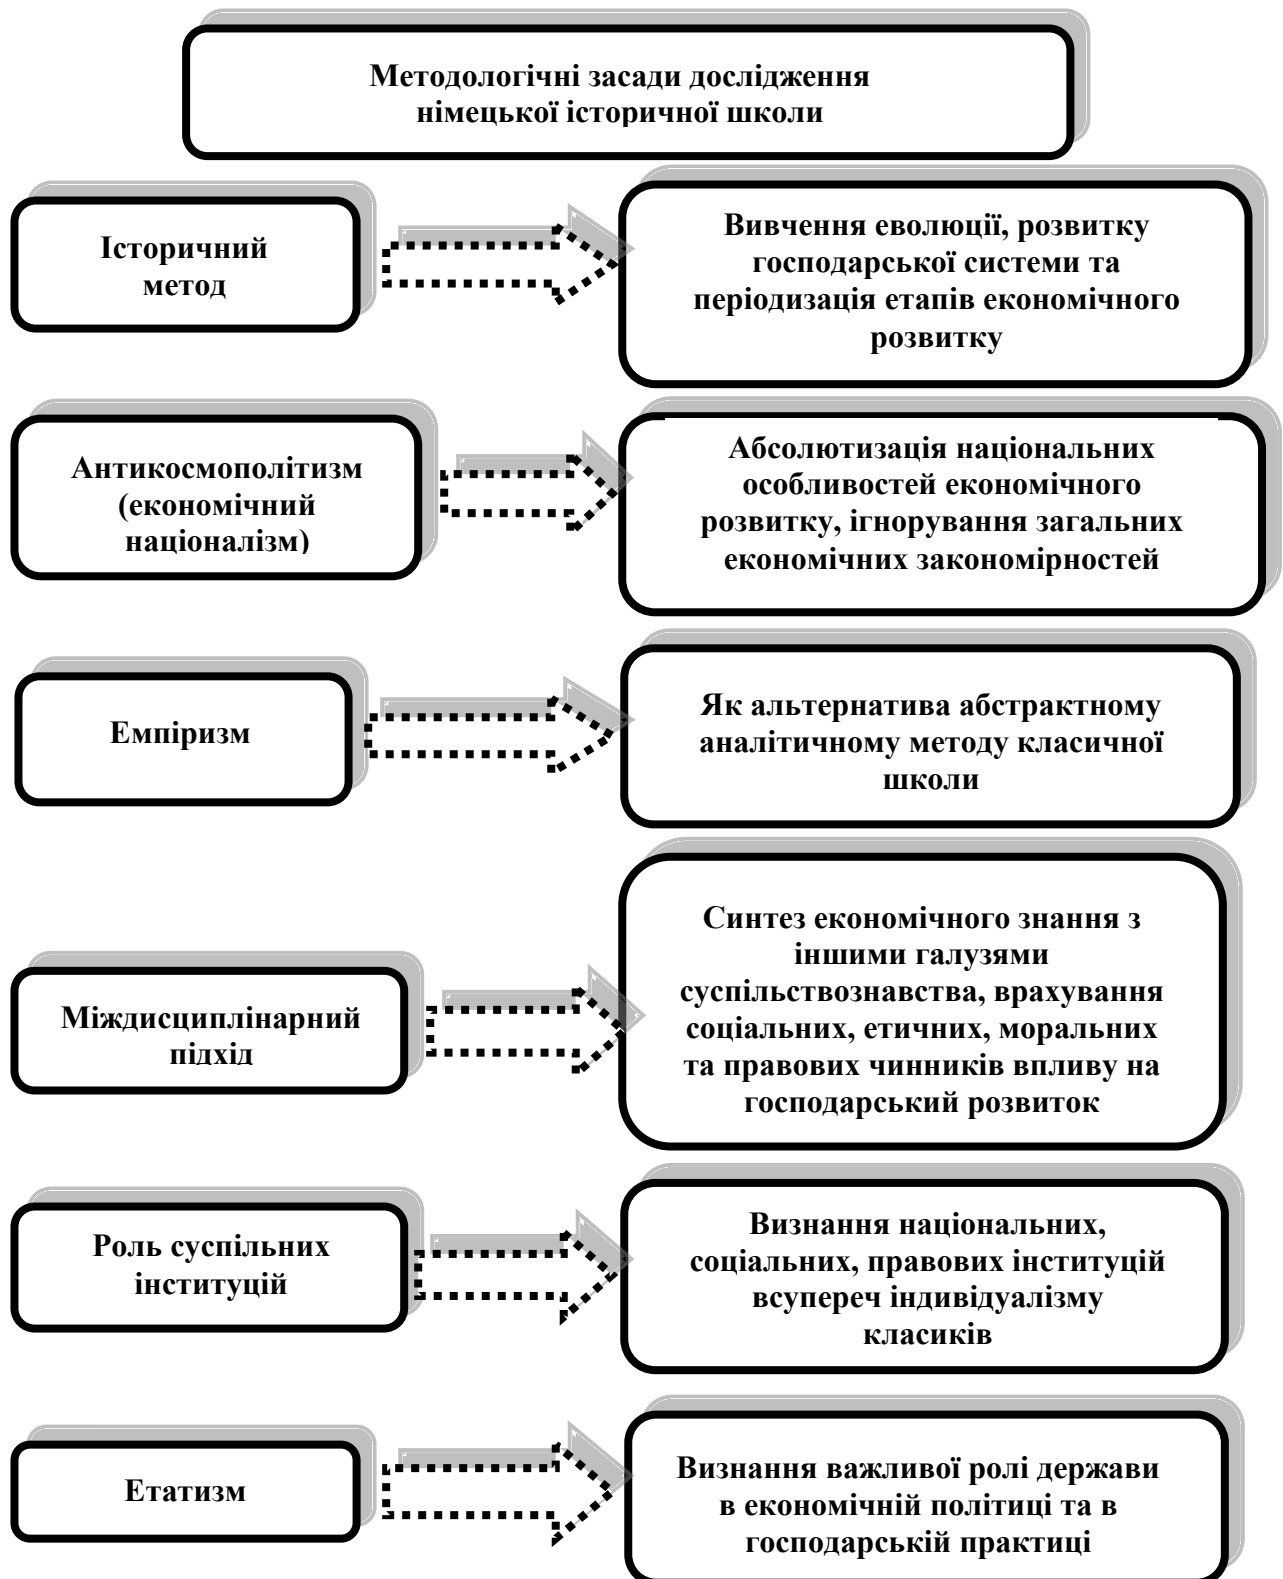 Методологічні засади дослідження
німецької історичної школи
Історичний
метод
Вивчення еволюції, розвитку
господарської системи та
періодизація етапів економічного
розвитку
Антикосмополітизм
(економічний
націоналізм)
Абсолютизація національних
особливостей економічного
розвитку, ігнорування загальних
економічних закономірностей
Емпіризм
Як альтернатива абстрактному
аналітичному методу класичної
школи
Міждисциплінарний
підхід
Синтез економічного знання з
іншими галузями
суспільствознавства, врахування
соціальних, етичних, моральних
та правових чинників впливу на
господарський розвиток
Роль суспільних
інституцій
Визнання національних,
соціальних, правових інституцій
всупереч індивідуалізму
класиків
Етатизм
Визнання важливої ролі держави
в економічній політиці та в
господарській практиці